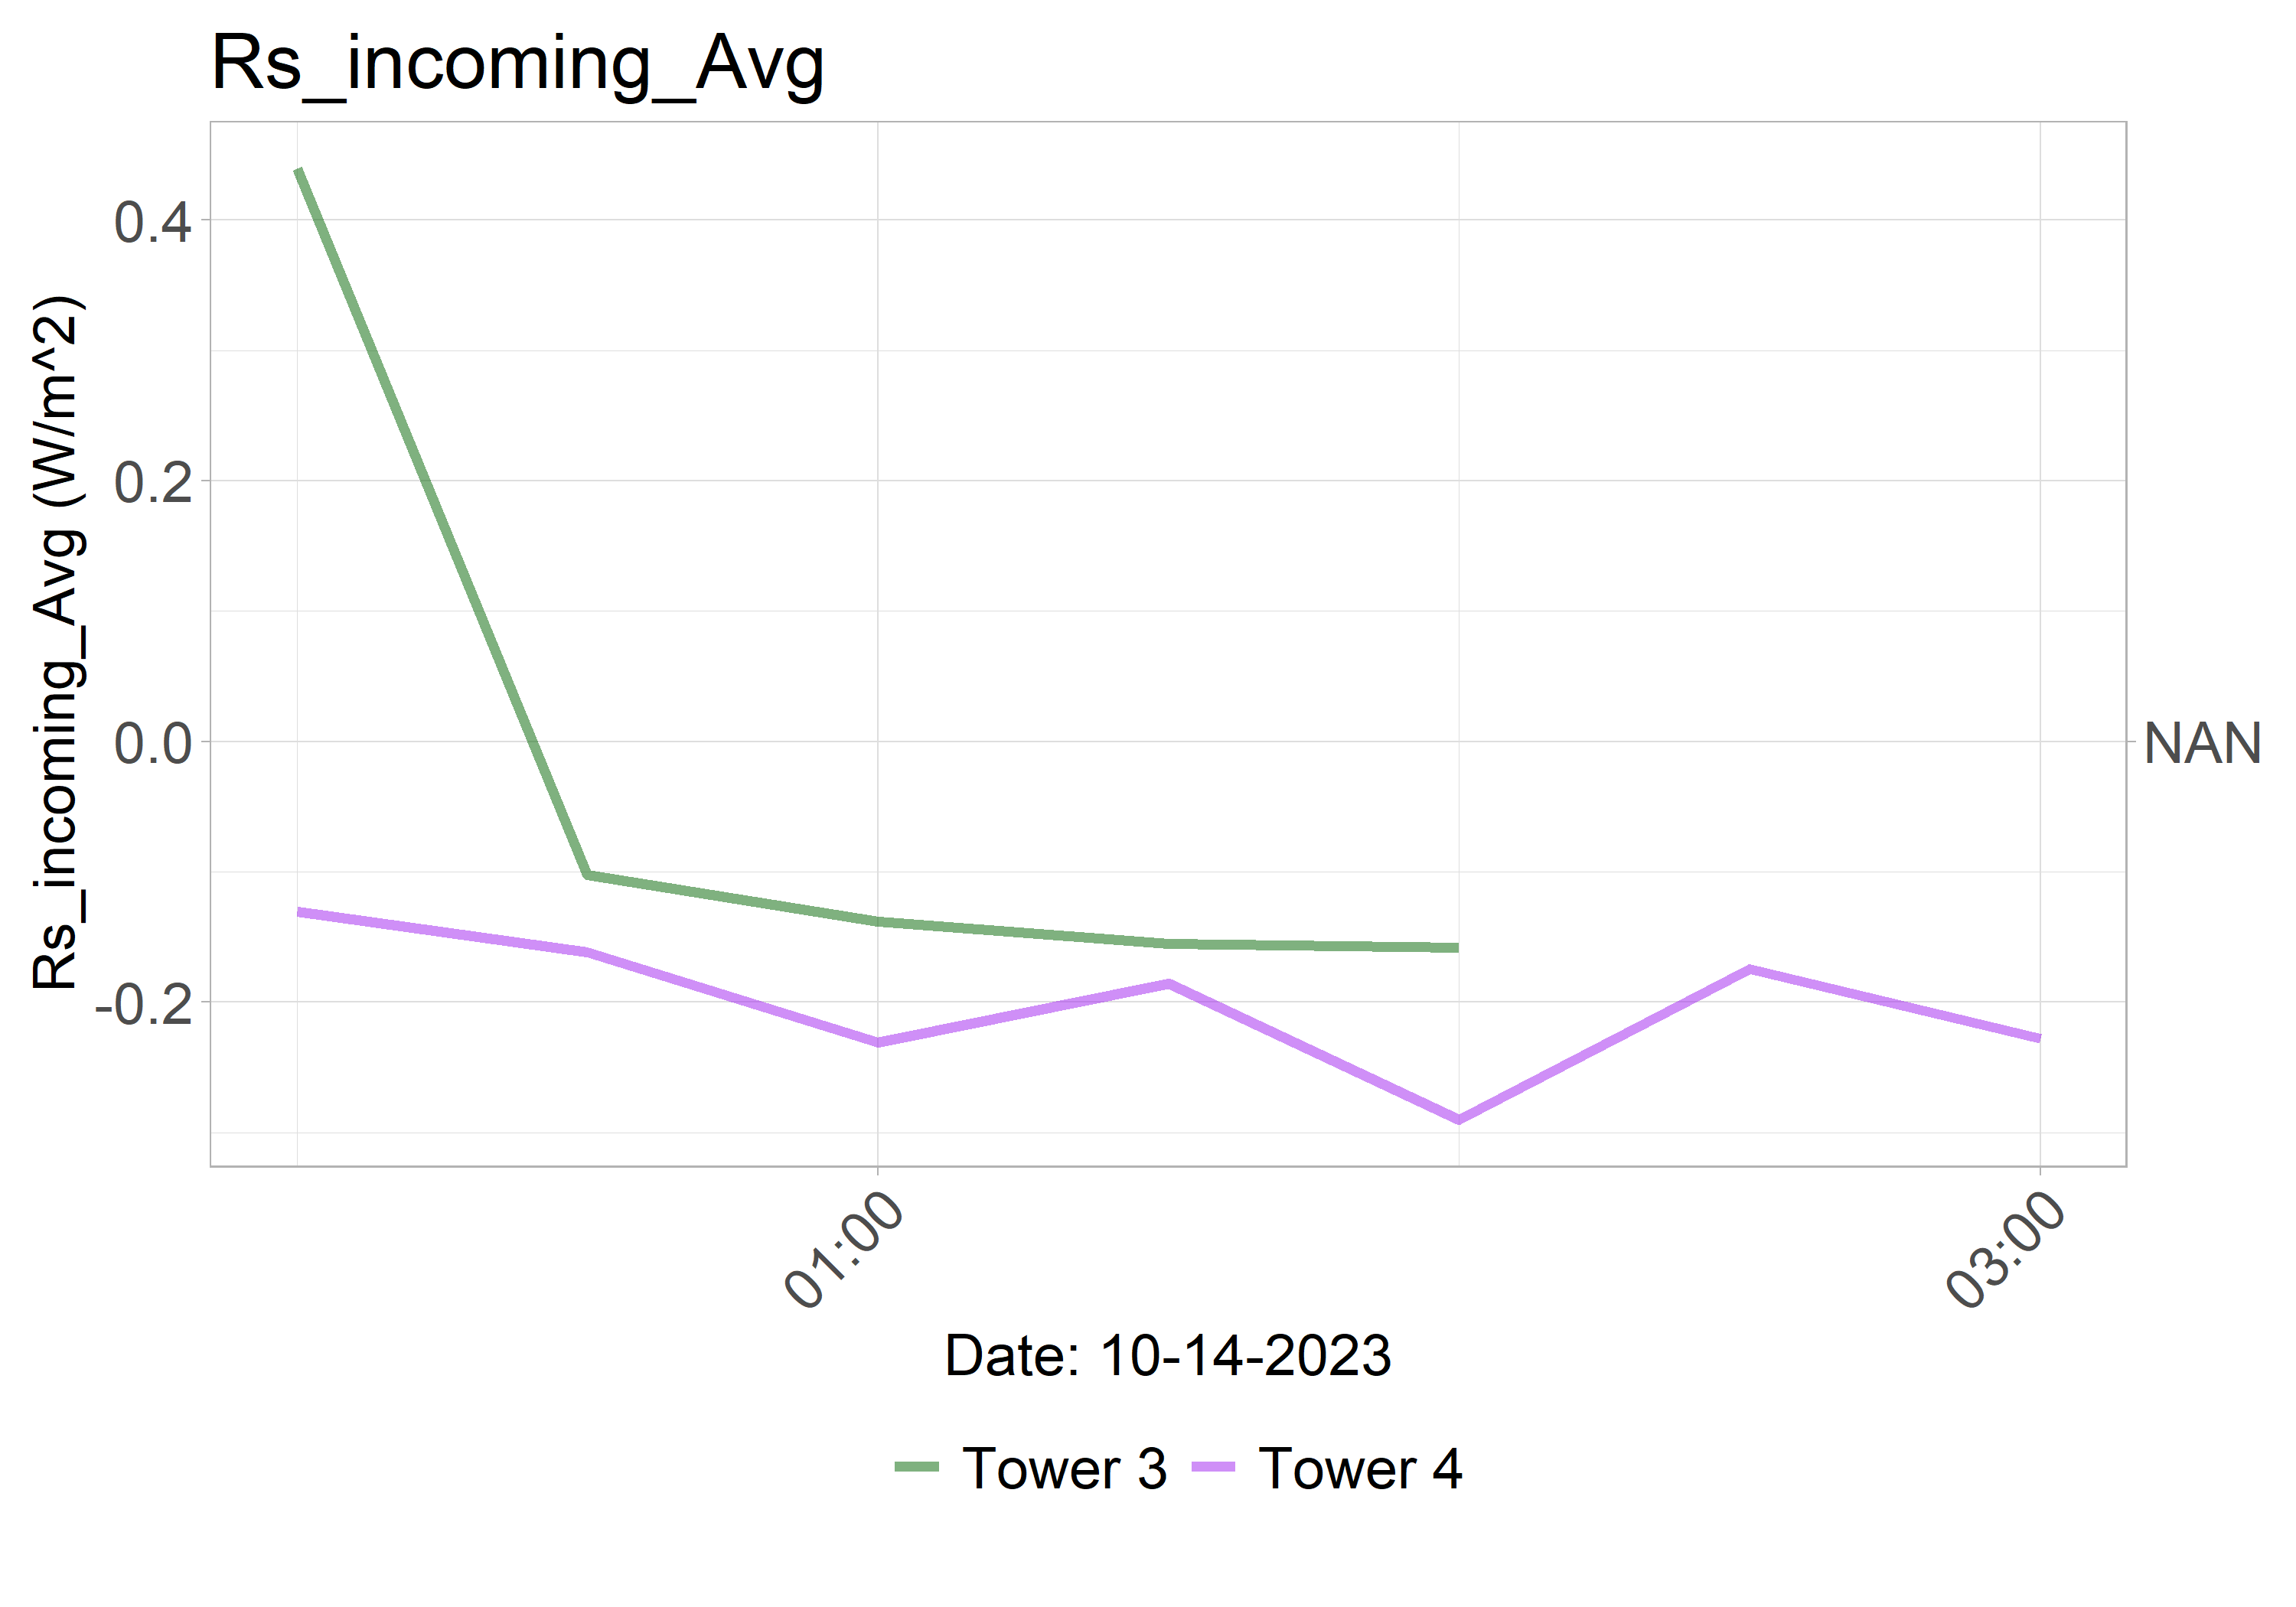 Rs_incoming_Avg
Rs_incoming_Avg (W/m^2)
0.4
0.2
0.0
-0.2
NAN
01:00
03:00
Date: 10-14-2023
Tower 3 Tower 4